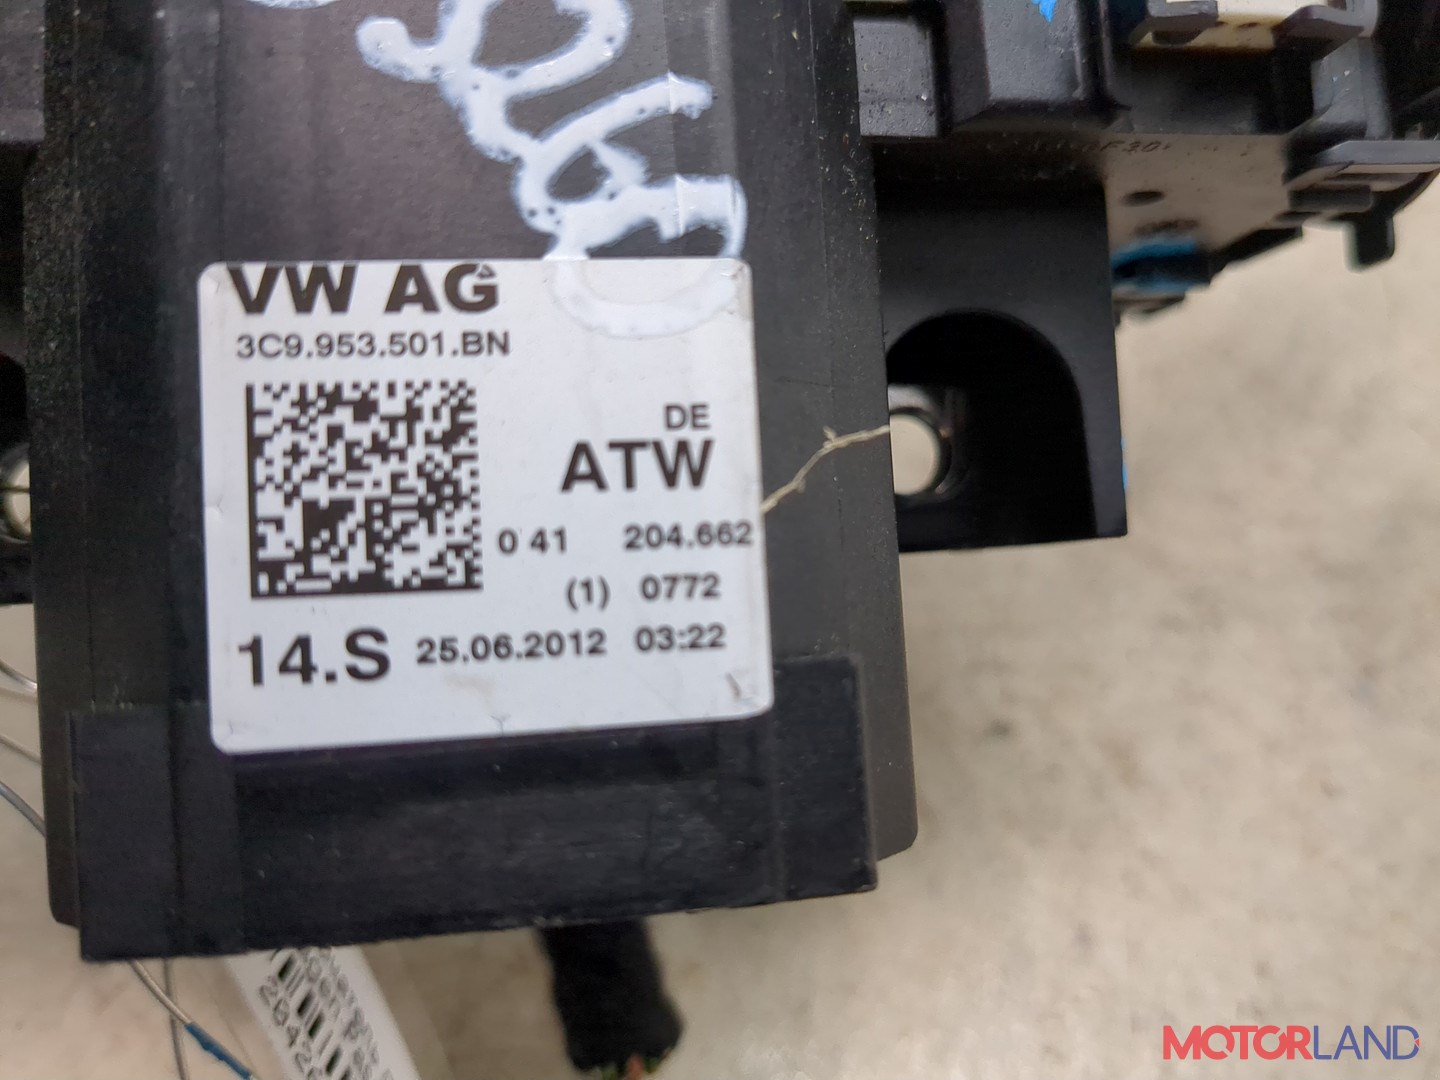 VW AG
3C9.953.501.BN
DE
ATW
0 41 204.662
(1) 0772
14.S 25.06.2012 03:22
MOTORLAND